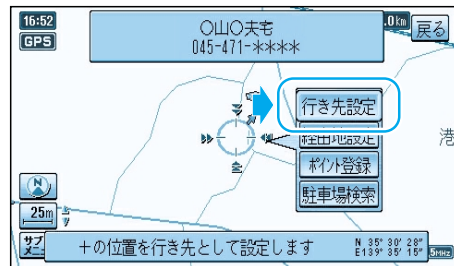 16:52
GPS
〇山〇夫宅
045-471-****
.0km
戻る
行き先設定
経由地設定
ポイント登録
駐車場検索
港
25m
サブ
メニ
+の位置を行き先として設定します
N 35° 30′ 28″
E139° 35′ 15″
5MHz